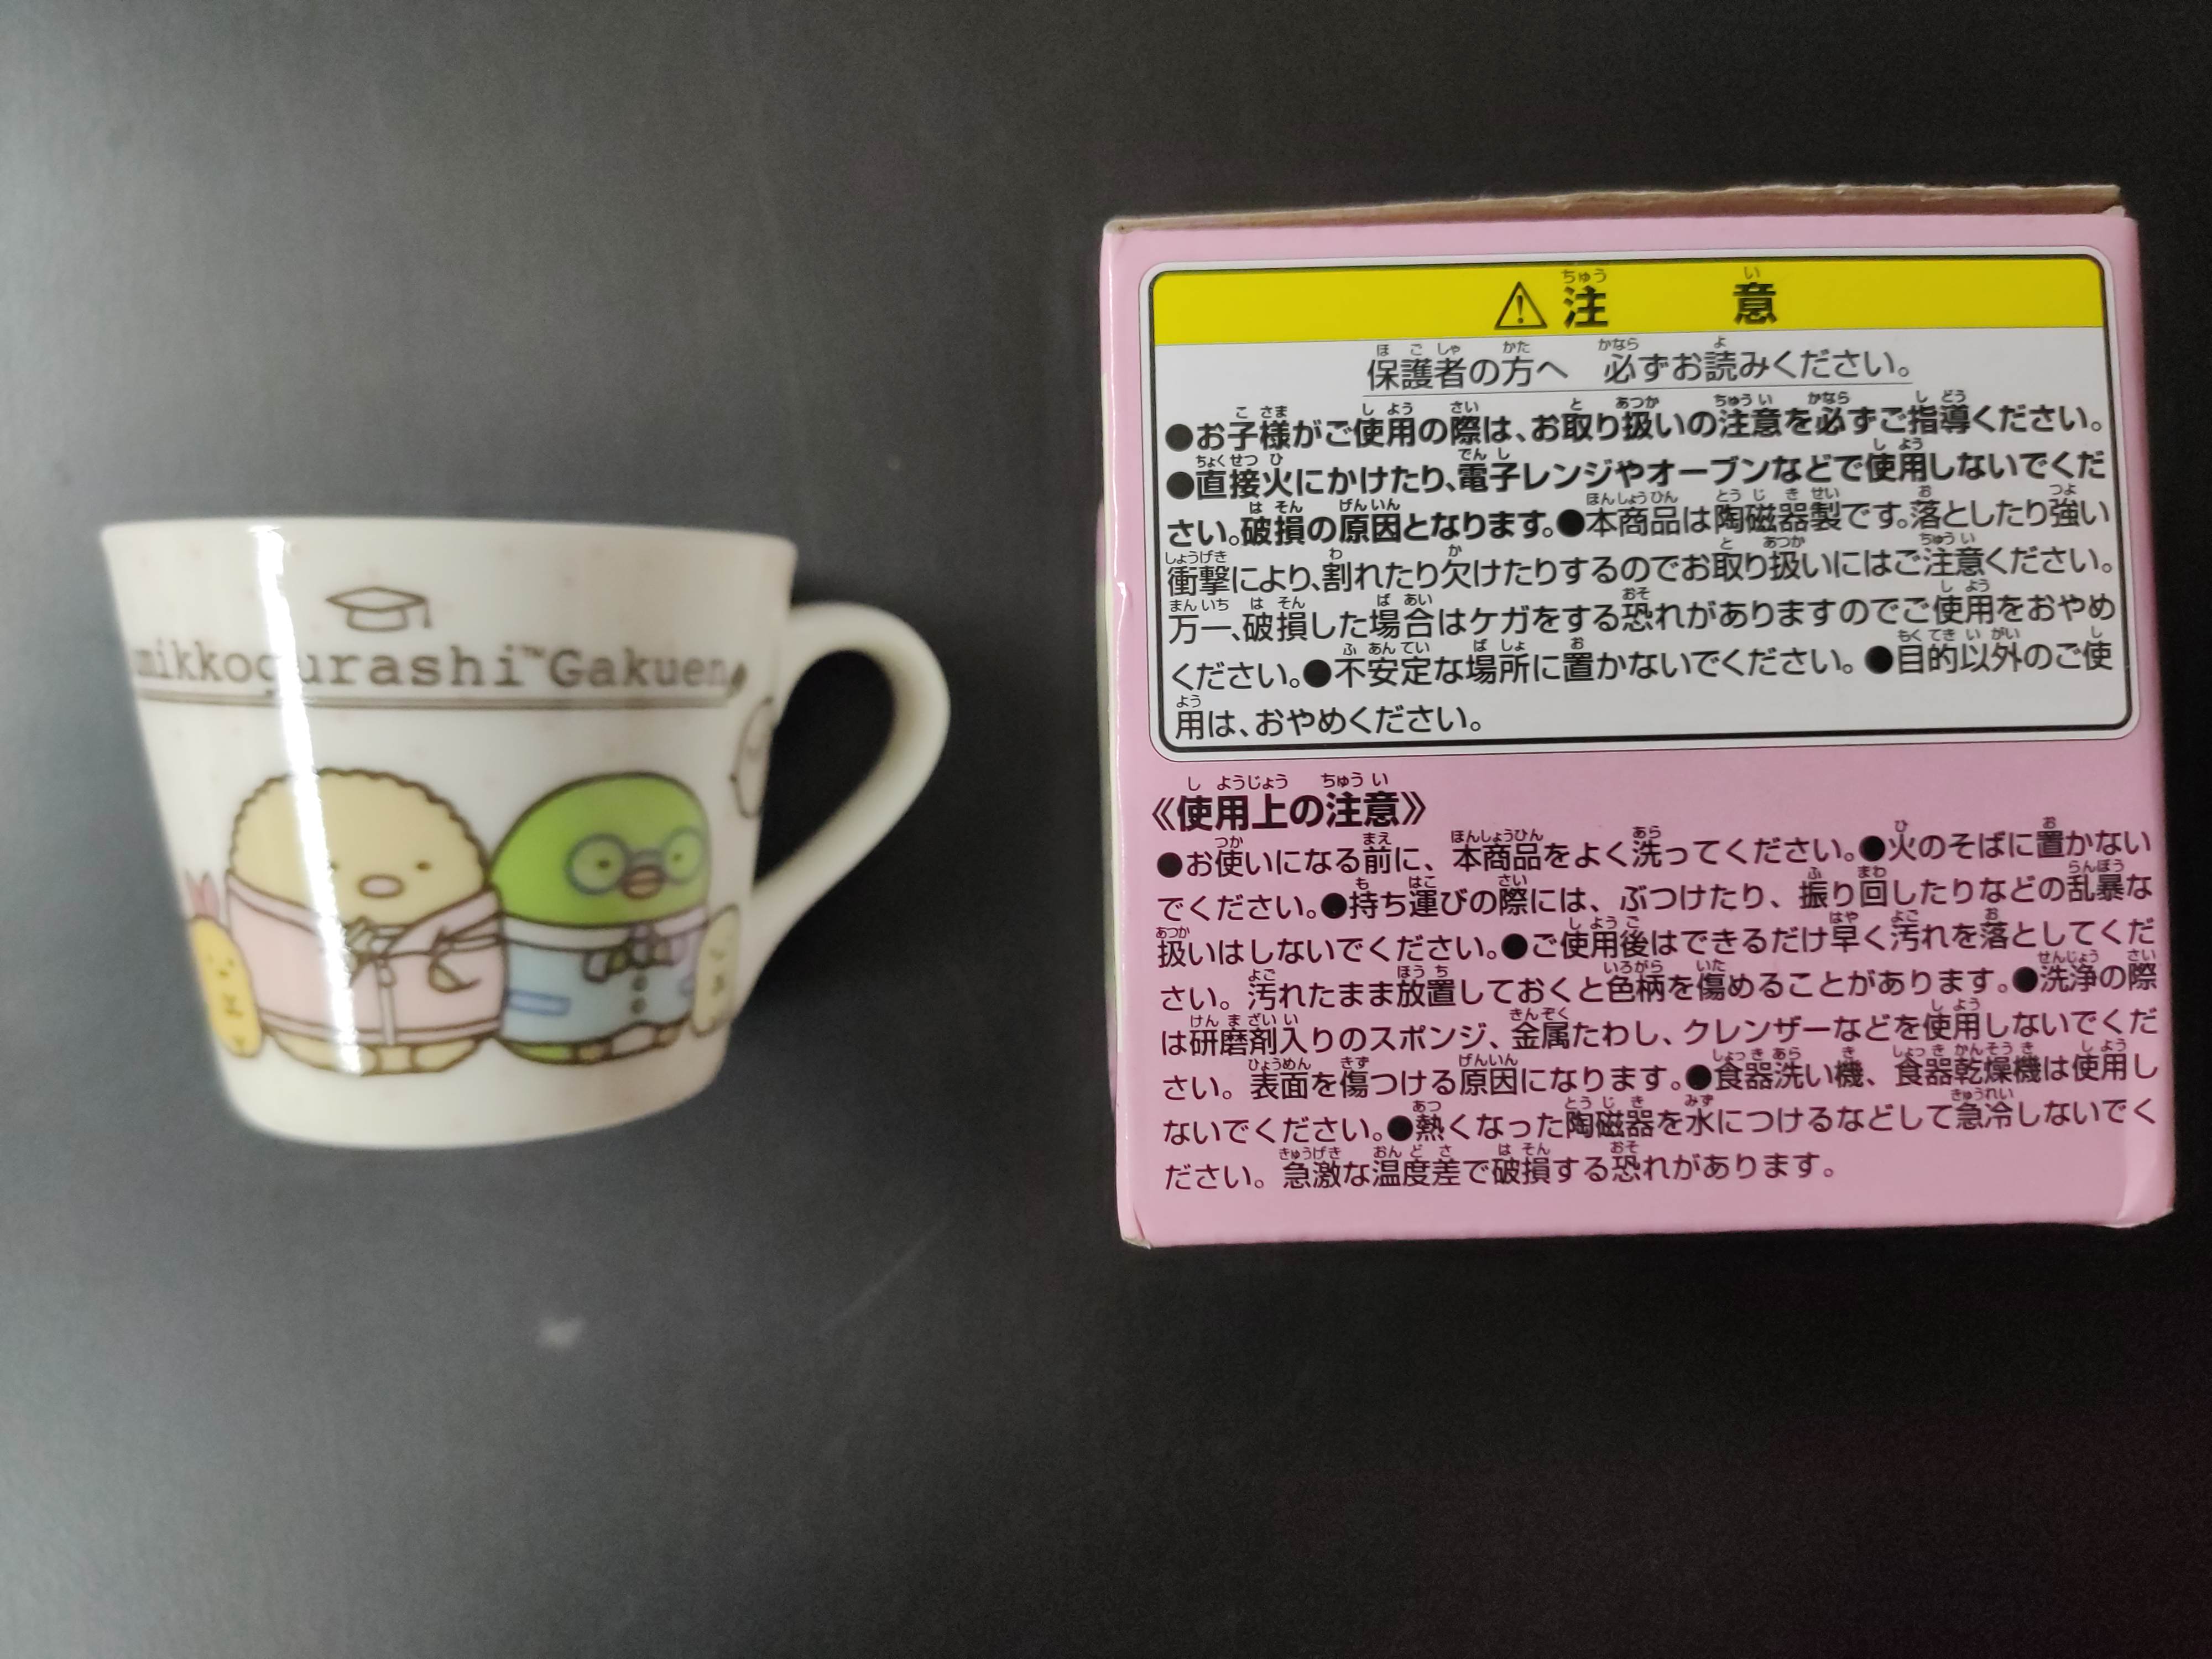 mikkogurashi™Gakuen
⚠注意
保護者の方へ 必ずお読みください。
●お子様がご使用の際は、お取り扱いの注意を必ずご指導ください。
●直接火にかけたり、電子レンジやオーブンなどで使用しないでくだ
さい。破損の原因となります。●本商品は陶磁器製です。落としたり強い
衝撃により、割れたり欠けたりするのでお取り扱いにはご注意ください。
万一、破損した場合はケガをする恐れがありますのでご使用をおやめ
ください。●不安定な場所に置かないでください。●目的以外のご使
用は、おやめください。
《使用上の注意》
●お使いになる前に、本商品をよく洗ってください。●火のそばに置かない
でください。●持ち運びの際には、ぶつけたり、振り回したりなどの乱暴な
扱いはしないでください。●ご使用後はできるだけ早く汚れを落としてくだ
さい。汚れたまま放置しておくと色柄を傷めることがあります。●洗浄の際
は研磨剤入りのスポンジ、金属たわし、クレンザーなどを使用しないでくだ
さい。表面を傷つける原因になります。●食器洗い機、食器乾燥機は使用し
ないでください。●熱くなった陶磁器を水につけるなどして急冷しないでく
ださい。急激な温度差で破損する恐れがあります。